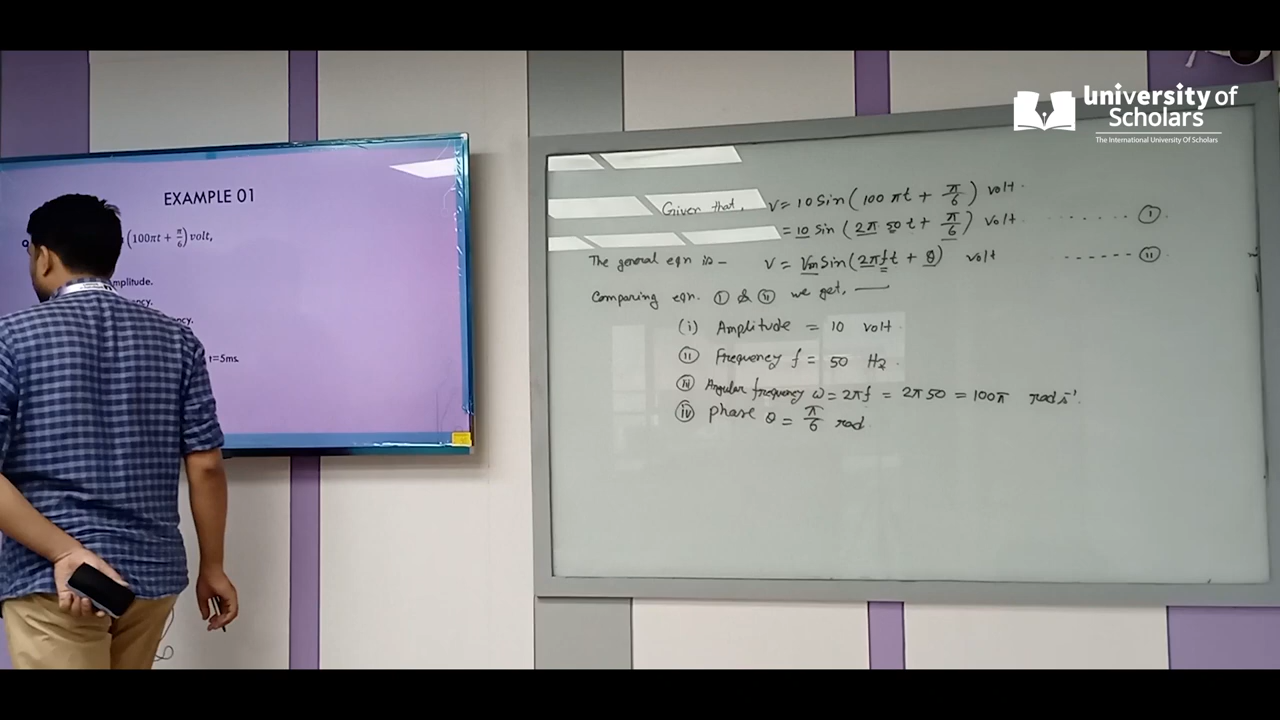 University of
Scholars
The International University Of Scholars
EXAMPLE 01
(100πt + π/6) volt,
mplitude.
ncy.
ncy.
t=5ms.
Given that, V = 10 Sin (100 πt + π/6) volt.
= 10 Sin (2π 50 t + π/6) volt ........ (i)
The general eqn is – V = Vm Sin (2πft + θ) volt ------- (ii)
Comparing eqn. (i) & (ii) we get, —
(i) Amplitude = 10 volt
(ii) Frequency f = 50 Hz.
(iii) Angular frequency ω = 2πf = 2π 50 = 100π rad s⁻¹.
(iv) phase θ = π/6 rad.